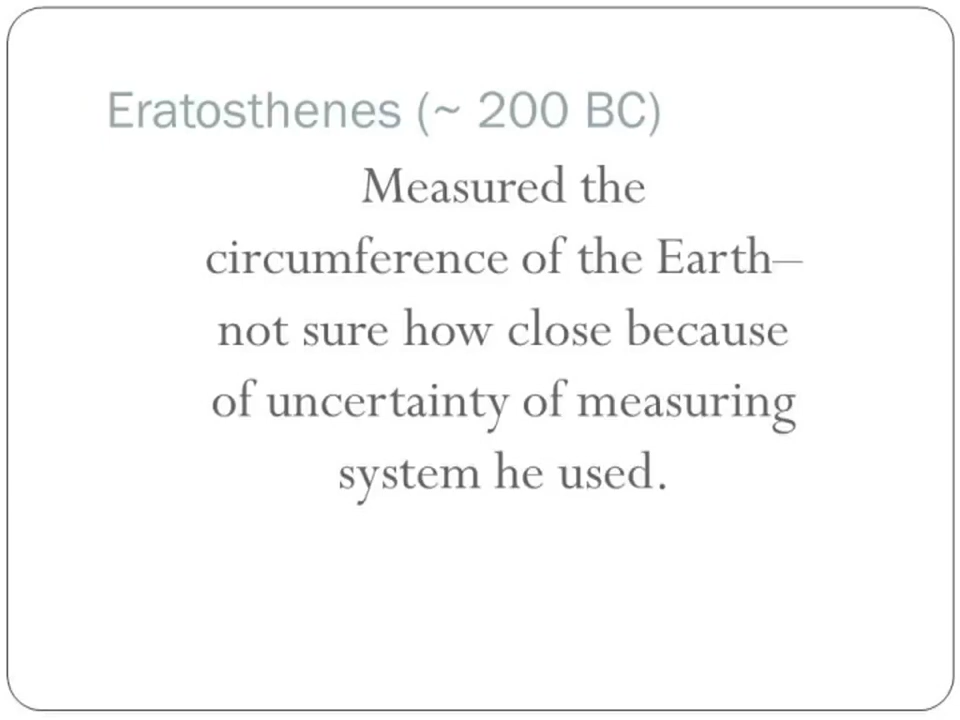 Eratosthenes (~ 200 BC)
Measured the
circumference of the Earth–
not sure how close because
of uncertainty of measuring
system he used.